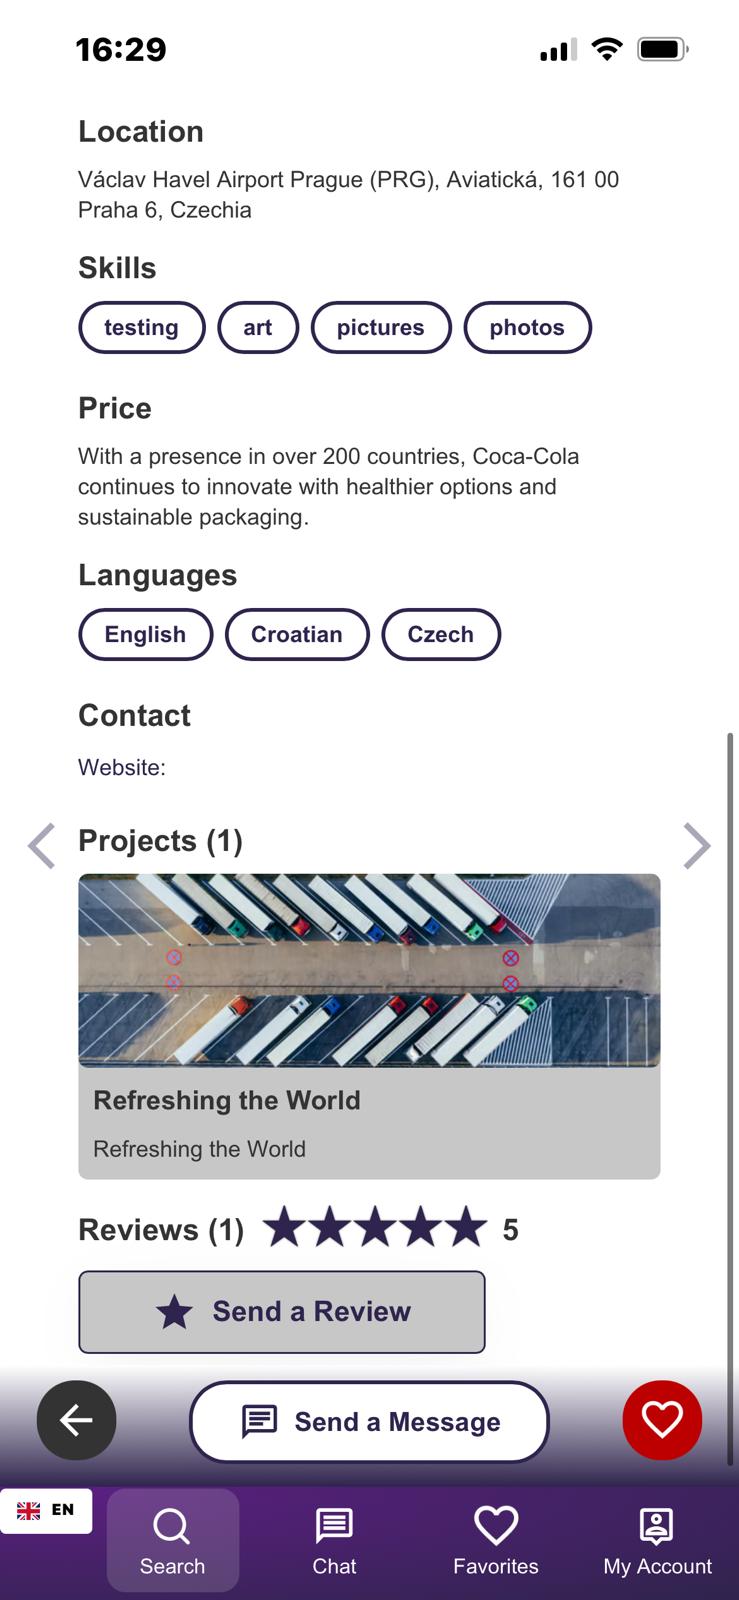 16:29
Location
Václav Havel Airport Prague (PRG), Aviatická, 161 00
Praha 6, Czechia
Skills
testing art pictures photos
Price
With a presence in over 200 countries, Coca-Cola
continues to innovate with healthier options and
sustainable packaging.
Languages
English Croatian Czech
Contact
Website:
Projects (1)
Refreshing the World
Refreshing the World
Reviews (1) 5
Send a Review
Send a Message
EN
Search Chat Favorites My Account